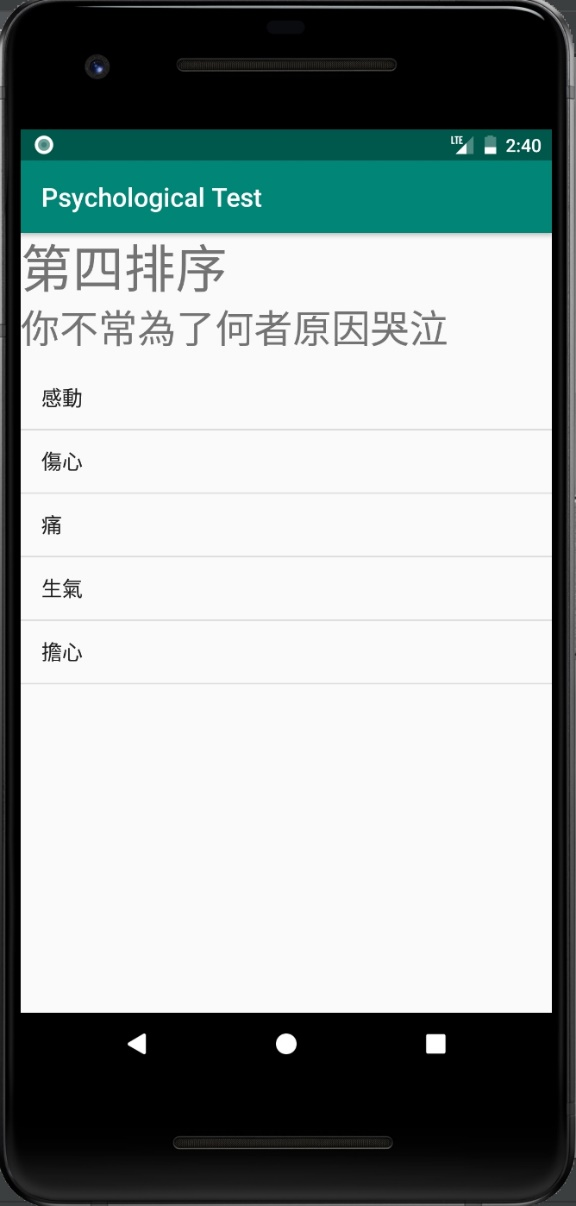 LTE 2:40
Psychological Test
第四排序
你不常為了何者原因哭泣
感動
傷心
痛
生氣
擔心